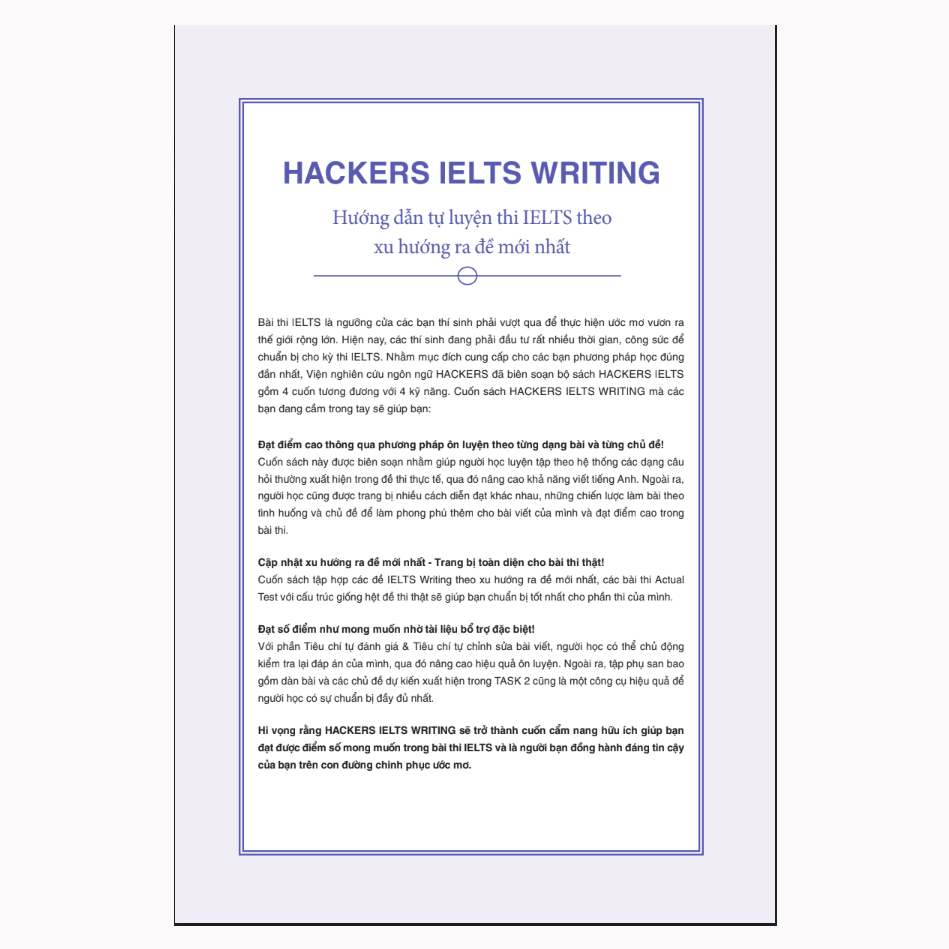 HACKERS IELTS WRITING
Hướng dẫn tự luyện thi IELTS theo
xu hướng ra đề mới nhất
Bài thi IELTS là ngưỡng cửa các bạn thí sinh phải vượt qua để thực hiện ước mơ vươn ra
thế giới rộng lớn. Hiện nay, các thí sinh đang phải đầu tư rất nhiều thời gian, công sức để
chuẩn bị cho kỳ thi IELTS. Nhằm mục đích cung cấp cho các bạn phương pháp học đúng
đắn nhất, Viện nghiên cứu ngôn ngữ HACKERS đã biên soạn bộ sách HACKERS IELTS
gồm 4 cuốn tương đương với 4 kỹ năng. Cuốn sách HACKERS IELTS WRITING mà các
bạn đang cầm trong tay sẽ giúp bạn:
Đạt điểm cao thông qua phương pháp ôn luyện theo từng dạng bài và từng chủ đề!
Cuốn sách này được biên soạn nhằm giúp người học luyện tập theo hệ thống các dạng câu
hỏi thường xuất hiện trong đề thi thực tế, qua đó nâng cao khả năng viết tiếng Anh. Ngoài ra,
người học cũng được trang bị nhiều cách diễn đạt khác nhau, những chiến lược làm bài theo
tình huống và chủ đề để làm phong phú thêm cho bài viết của mình và đạt điểm cao trong
bài thi.
Cập nhật xu hướng ra đề mới nhất - Trang bị toàn diện cho bài thi thật!
Cuốn sách tập hợp các đề IELTS Writing theo xu hướng ra đề mới nhất, các bài thi Actual
Test với cấu trúc giống hệt đề thi thật sẽ giúp bạn chuẩn bị tốt nhất cho phần thi của mình.
Đạt số điểm như mong muốn nhờ tài liệu bổ trợ đặc biệt!
Với phần Tiêu chí tự đánh giá & Tiêu chí tự chỉnh sửa bài viết, người học có thể chủ động
kiểm tra lại đáp án của mình, qua đó nâng cao hiệu quả ôn luyện. Ngoài ra, tập phụ san bao
gồm dàn bài và các chủ đề dự kiến xuất hiện trong TASK 2 cũng là một công cụ hiệu quả để
người học có sự chuẩn bị đầy đủ nhất.
Hi vọng rằng HACKERS IELTS WRITING sẽ trở thành cuốn cẩm nang hữu ích giúp bạn
đạt được điểm số mong muốn trong bài thi IELTS và là người bạn đồng hành đáng tin cậy
của bạn trên con đường chinh phục ước mơ.